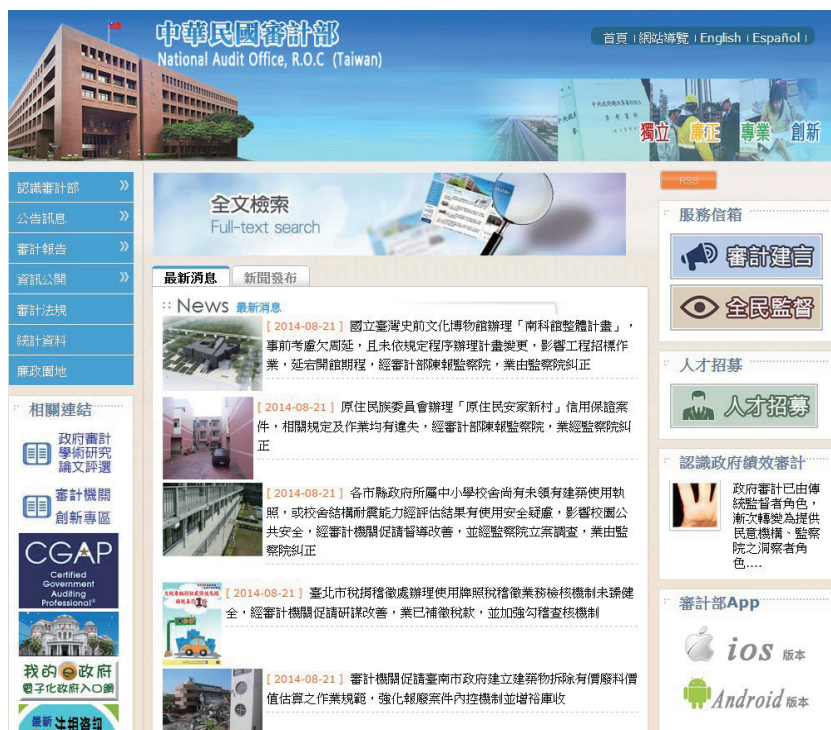 中華民國審計部
National Audit Office, R.O.C (Taiwan)
首頁 | 網站導覽 | English | Español |
獨立 廉正 專業 創新
認識審計部 »
公告訊息 »
審計報告 »
資訊公開 »
審計法規
統計資料
廉政園地
相關連結
政府審計
學術研究
論文評選
審計機關
創新專區
CGAP
Certified
Government
Auditing
Professional®
我的e政府
電子化政府入口網
最新 法規資訊
全文檢索
Full-text search
最新消息 新聞發布
News 最新消息
[ 2014-08-21 ] 國立臺灣史前文化博物館辦理「南科館整體計畫」,
事前考慮欠周延,且未依規定程序辦理計畫變更,影響工程招標作
業,延宕開館期程,經審計部陳報監察院,業由監察院糾正
[ 2014-08-21 ] 原住民族委員會辦理「原住民安家新村」信用保證案
件,相關規定及作業均有違失,經審計部陳報監察院,業經監察院糾
正
[ 2014-08-21 ] 各市縣政府所屬中小學校舍尚有未領有建築使用執
照,或校舍結構耐震能力經評估結果有使用安全疑慮,影響校園公
共安全,經審計機關促請督導改善,並經監察院立案調查,業由監
察院糾正
[ 2014-08-21 ] 臺北市稅捐稽徵處辦理使用牌照稅稽徵業務檢核機制未臻健
全,經審計機關促請研謀改善,業已補徵稅款,並加強勾稽查核機制
[ 2014-08-21 ] 審計機關促請臺南市政府建立建築物拆除有價廢料價
值估算之作業規範,強化報廢案件內控機制並增裕庫收
RSS
服務信箱
審計建言
全民監督
人才招募
人才招募
認識政府績效審計
政府審計已由傳
統監督者角色,
漸次轉變為提供
民意機構、監察
院之洞察者角
色....
審計部App
ios 版本
Android 版本